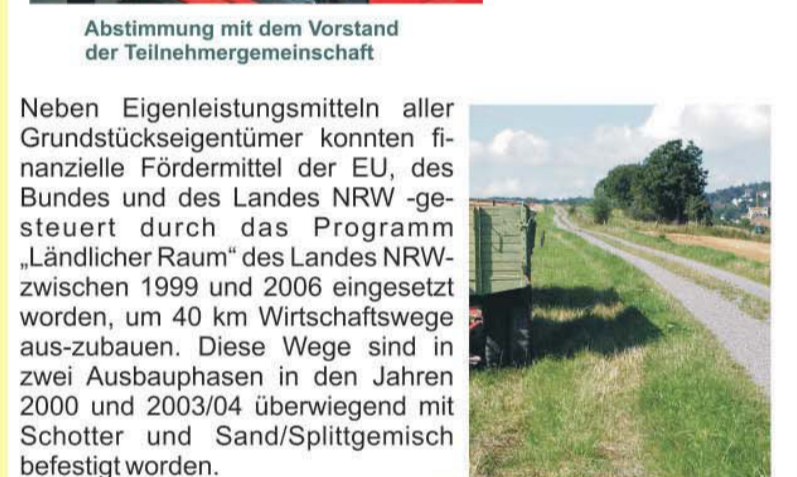 Abstimmung mit dem Vorstand
der Teilnehmergemeinschaft
Neben Eigenleistungsmitteln aller
Grundstückseigentümer konnten fi-
nanzielle Fördermittel der EU, des
Bundes und des Landes NRW -ge-
steuert durch das Programm
„Ländlicher Raum“ des Landes NRW-
zwischen 1999 und 2006 eingesetzt
worden, um 40 km Wirtschaftswege
aus-zubauen. Diese Wege sind in
zwei Ausbauphasen in den Jahren
2000 und 2003/04 überwiegend mit
Schotter und Sand/Splittgemisch
befestigt worden.